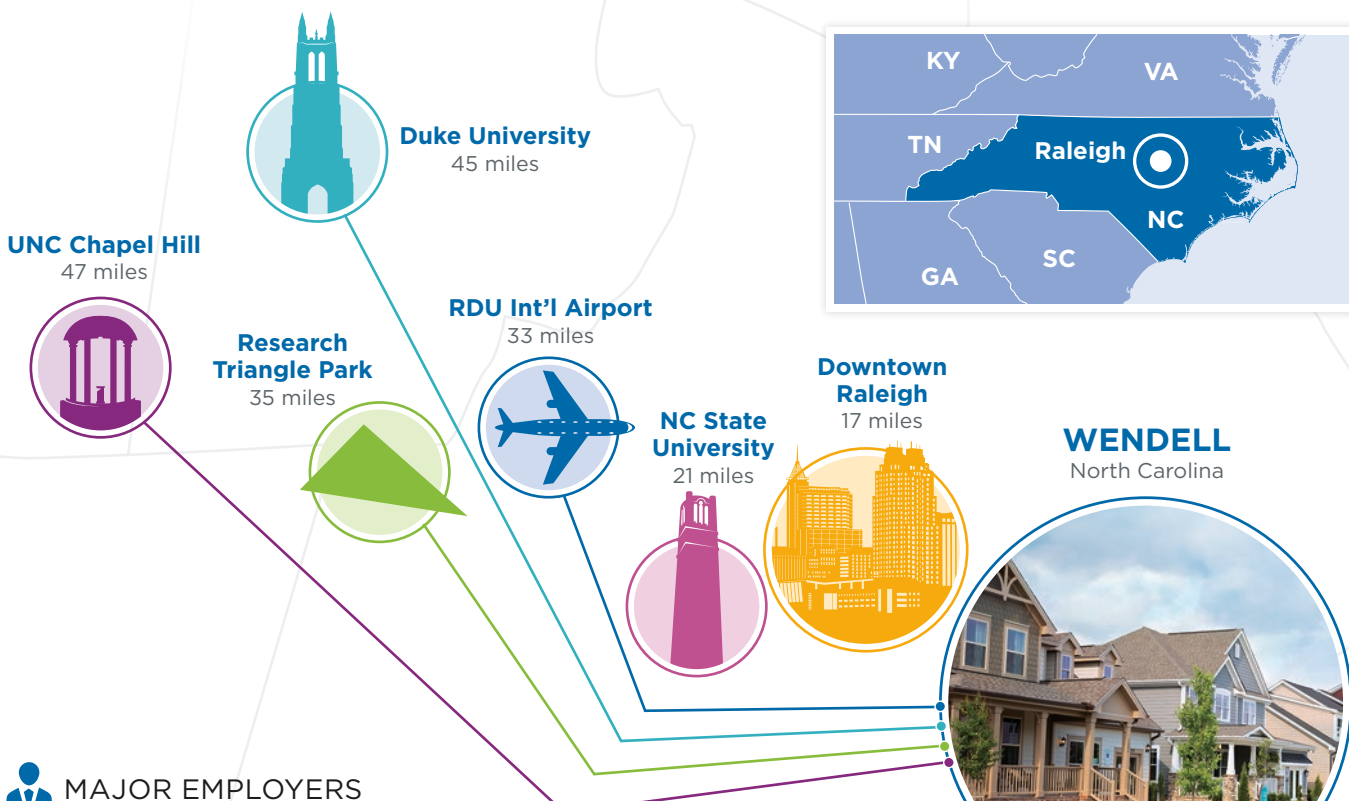 Duke University
45 miles
UNC Chapel Hill
47 miles
Research
Triangle Park
35 miles
RDU Int'l Airport
33 miles
NC State
University
21 miles
Downtown
Raleigh
17 miles
WENDELL
North Carolina
KY
VA
TN
Raleigh
NC
SC
GA
MAJOR EMPLOYERS